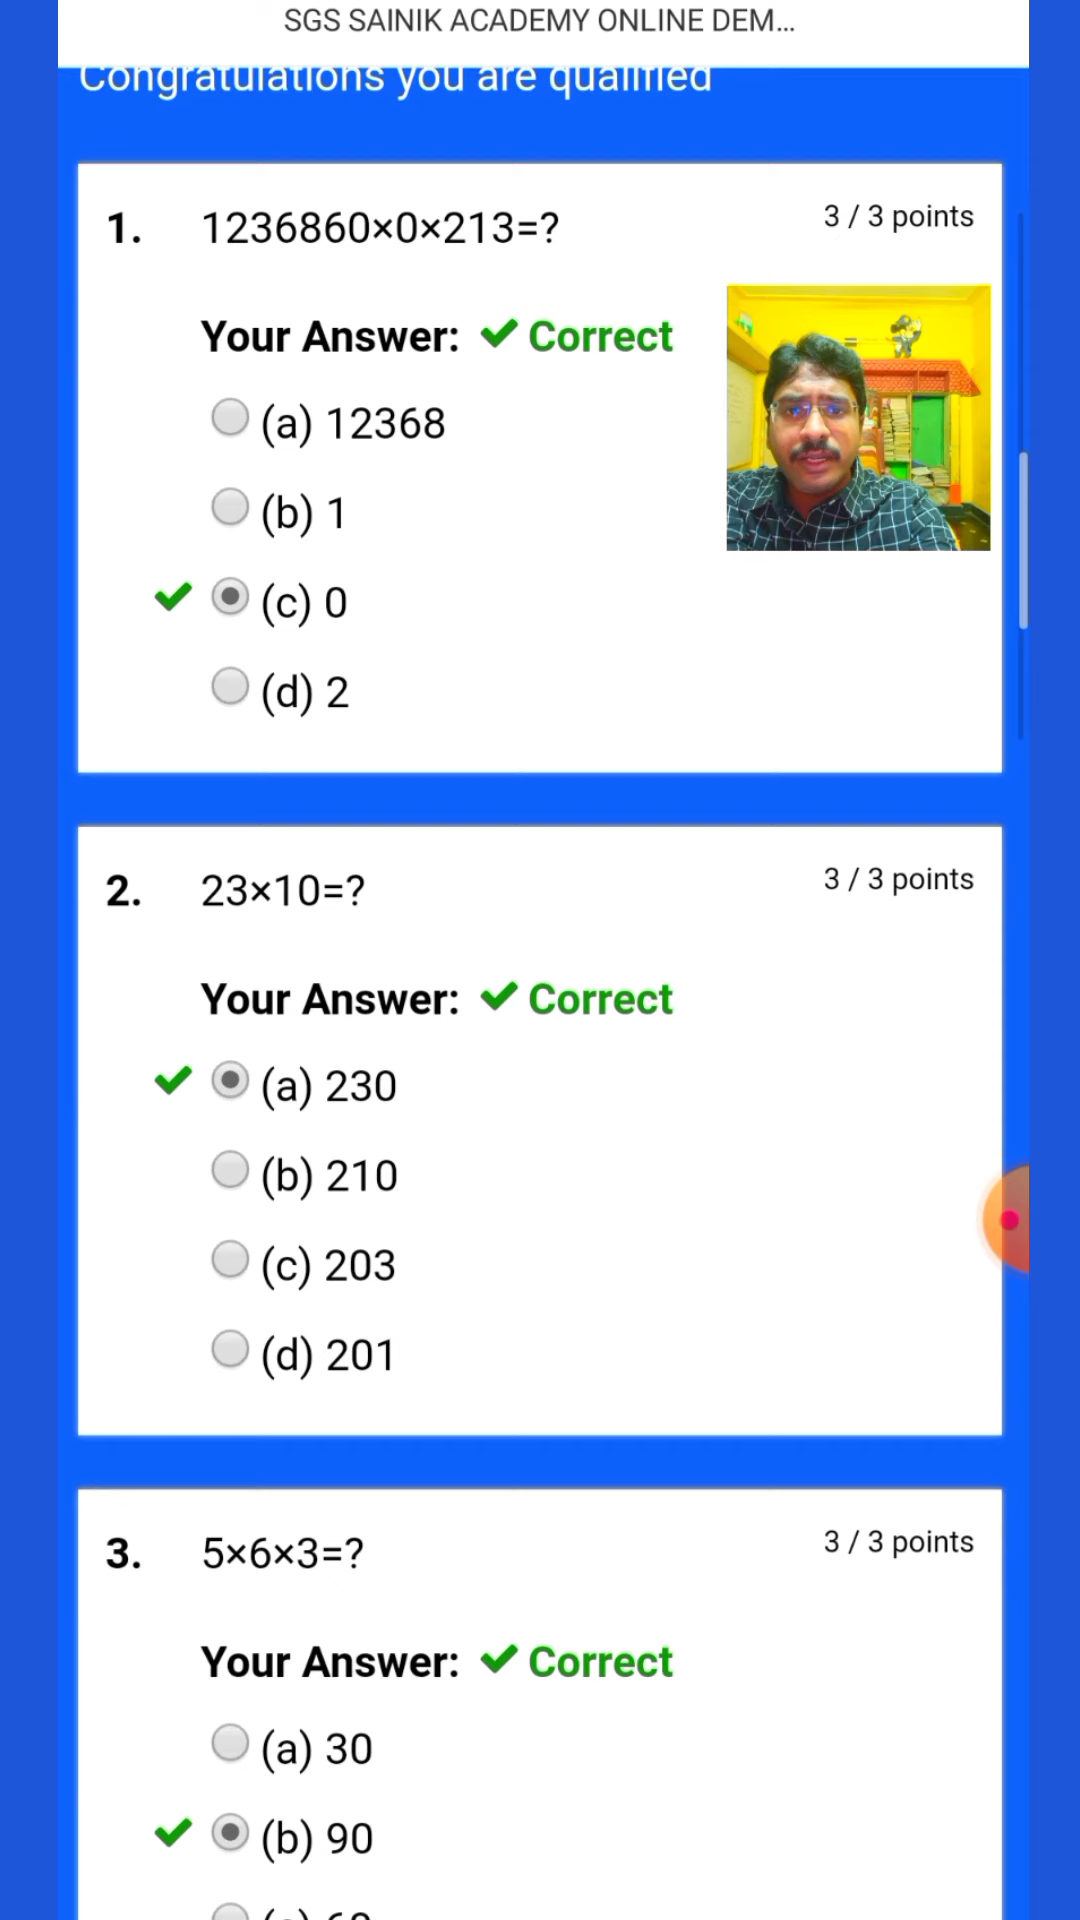 SGS SAINIK ACADEMY ONLINE DEM...
Congratulations you are qualified
1. 1236860×0×213=? 3 / 3 points
Your Answer: ✔ Correct
(a) 12368
(b) 1
✔ (c) 0
(d) 2
2. 23×10=? 3 / 3 points
Your Answer: ✔ Correct
✔ (a) 230
(b) 210
(c) 203
(d) 201
3. 5×6×3=? 3 / 3 points
Your Answer: ✔ Correct
(a) 30
✔ (b) 90